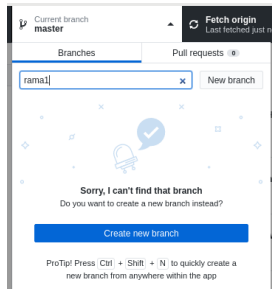 Current branch
master
Fetch origin
Last fetched just n
Branches
Pull requests 0
rama1
New branch
Sorry, I can't find that branch
Do you want to create a new branch instead?
Create new branch
ProTip! Press Ctrl + Shift + N to quickly create a
new branch from anywhere within the app